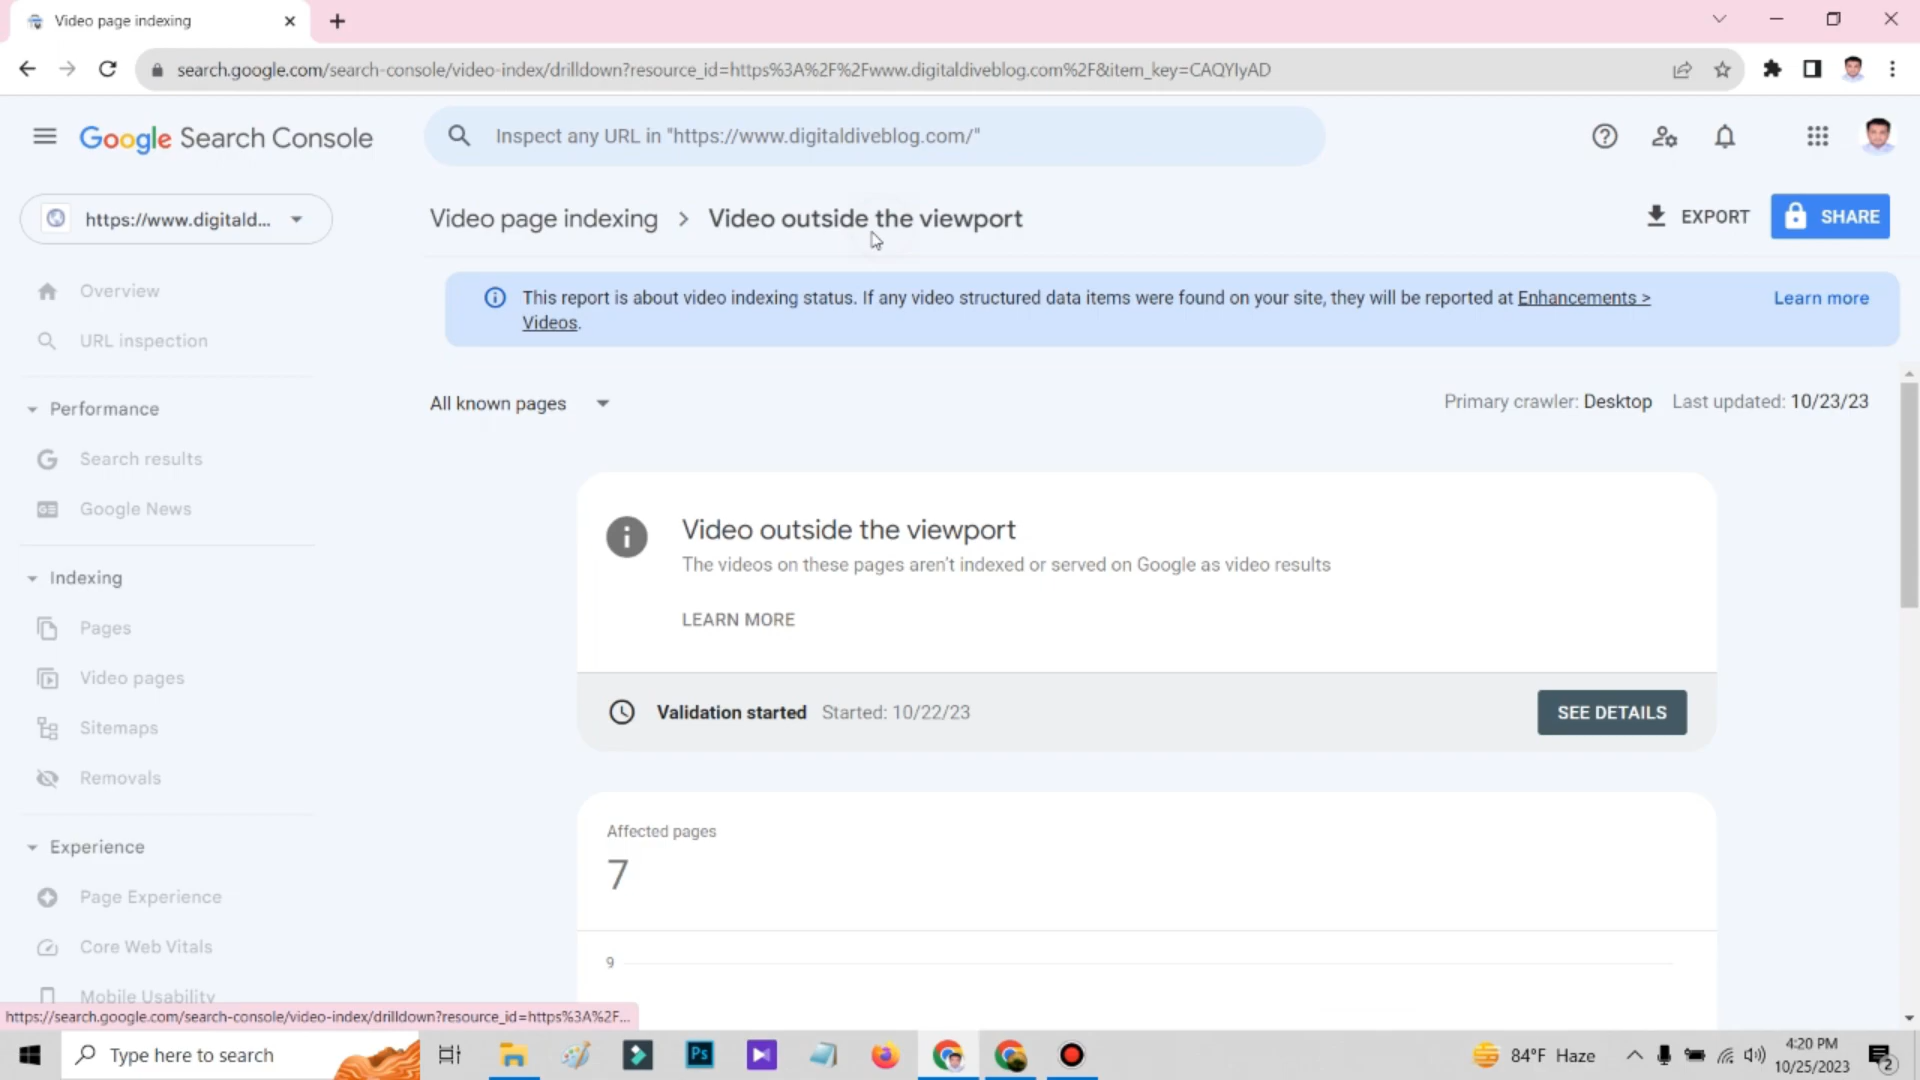 Video page indexing
search.google.com/search-console/video-index/drilldown?resource_id=https%3A%2F%2Fwww.digitaldiveblog.com%2F&item_key=CAQYIyAD
Google Search Console
Inspect any URL in "https://www.digitaldiveblog.com/"
https://www.digitald...
Video page indexing > Video outside the viewport
EXPORT
SHARE
This report is about video indexing status. If any video structured data items were found on your site, they will be reported at Enhancements >
Videos.
Learn more
Overview
URL inspection
Performance
Search results
Google News
Indexing
Pages
Video pages
Sitemaps
Removals
Experience
Page Experience
Core Web Vitals
Mobile Usability
All known pages
Primary crawler: Desktop Last updated: 10/23/23
Video outside the viewport
The videos on these pages aren't indexed or served on Google as video results
LEARN MORE
Validation started Started: 10/22/23
SEE DETAILS
Affected pages
7
9
https://search.google.com/search-console/video-index/drilldown?resource_id=https%3A%2F...
Type here to search
Ps
84°F Haze
4:20 PM
10/25/2023
2